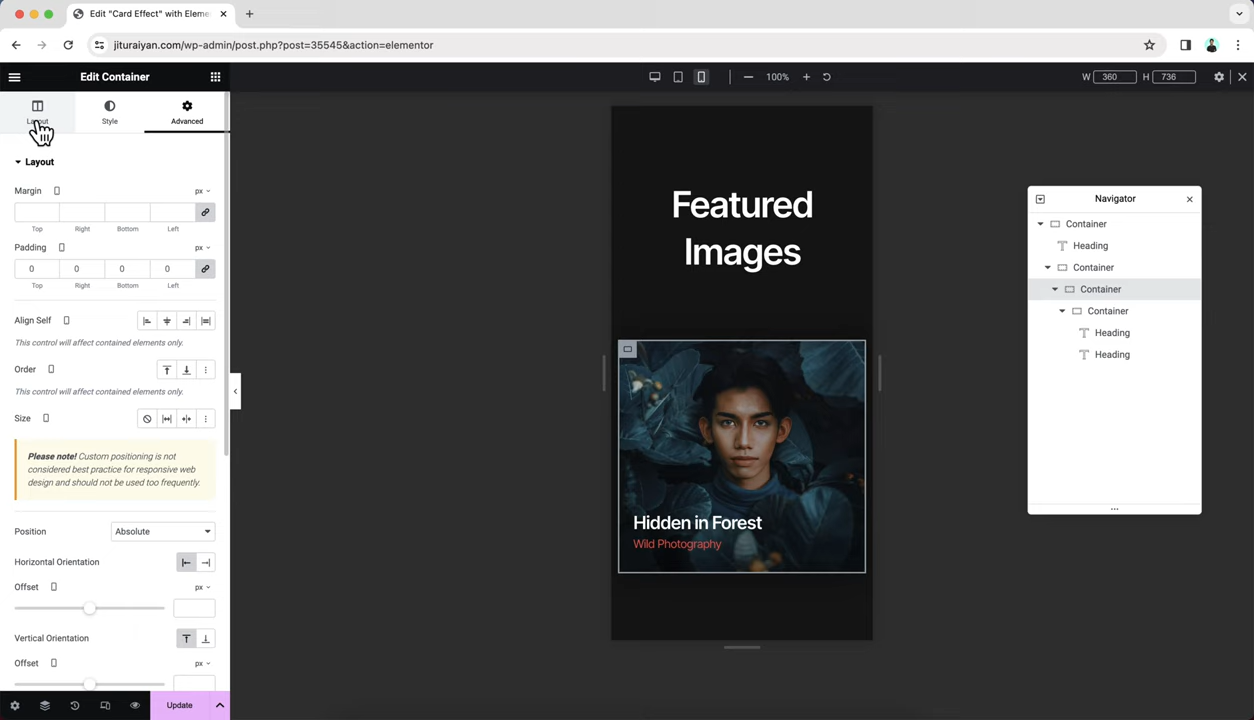 Edit "Card Effect" with Eleme
jituraiyan.com/wp-admin/post.php?post=35545&action=elementor
Edit Container
100%
W 360 H 736
Layout Style Advanced
Layout
Margin px
Top Right Bottom Left
Padding px
0 0 0 0
Top Right Bottom Left
Align Self
This control will affect contained elements only.
Order
This control will affect contained elements only.
Size
Please note! Custom positioning is not
considered best practice for responsive web
design and should not be used too frequently.
Position Absolute
Horizontal Orientation
Offset px
Vertical Orientation
Offset px
Update
Featured
Images
Hidden in Forest
Wild Photography
Navigator
Container
Heading
Container
Container
Container
Heading
Heading